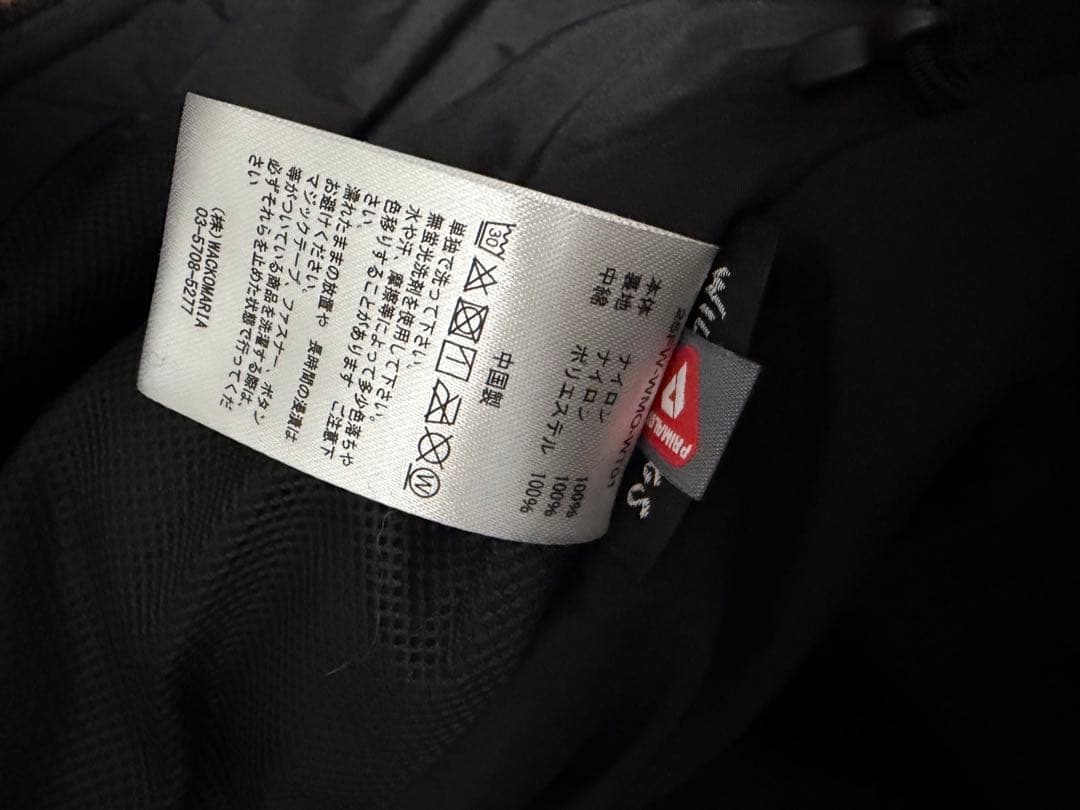 25FW-WMO-WT01
本体 ナイロン 100%
裏地 ナイロン 100%
中綿 ポリエステル 100%
中国製
30
W
単独で洗って下さい。
無蛍光洗剤を使用して下さい。
水や汗、摩擦等によって多少色落ちや
色移りすることがあります ご注意下
さい。
濡れたままの放置や 長時間の浸漬は
お避けください。
マジックテープ、ファスナー、ボタン
等がついている商品を洗濯する際は、
必ずそれらを止めた状態で行ってくだ
さい
(株) WACKOMARIA
03-5708-5277